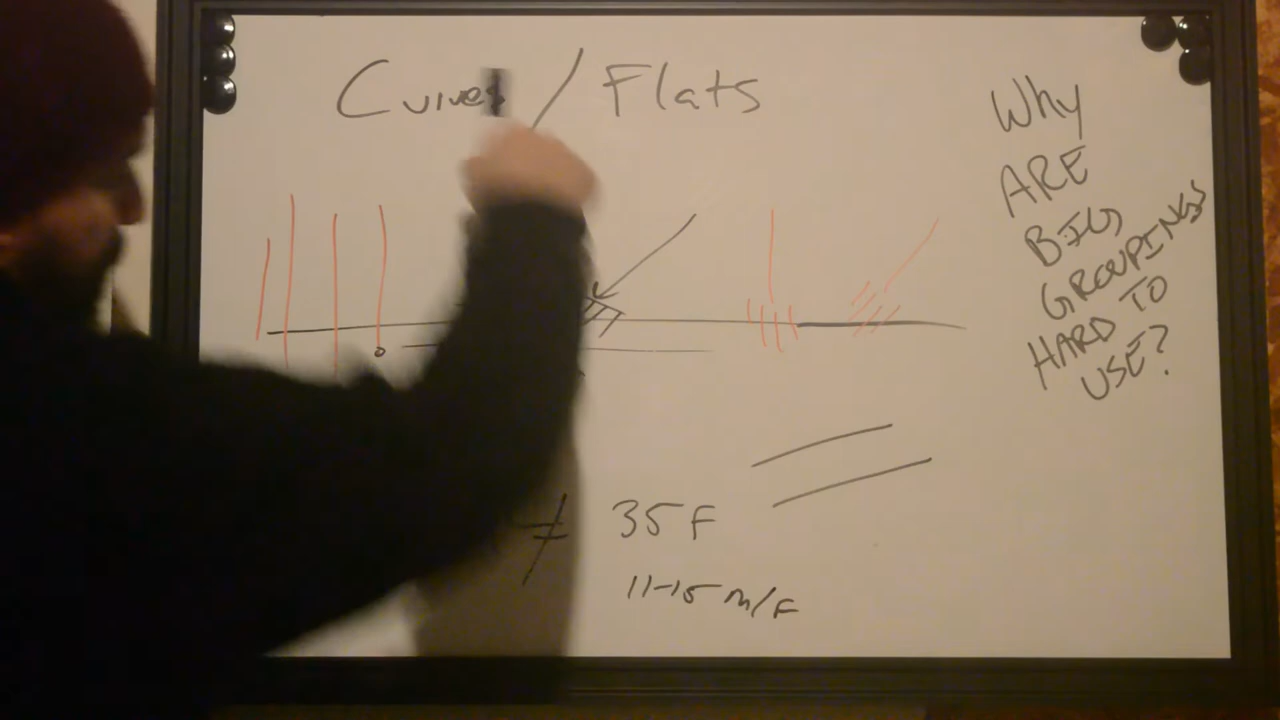 Curves / Flats
Why
ARE
BIG
GROUPINGS
HARD TO
USE?
≠ 35F
11-15 m/F